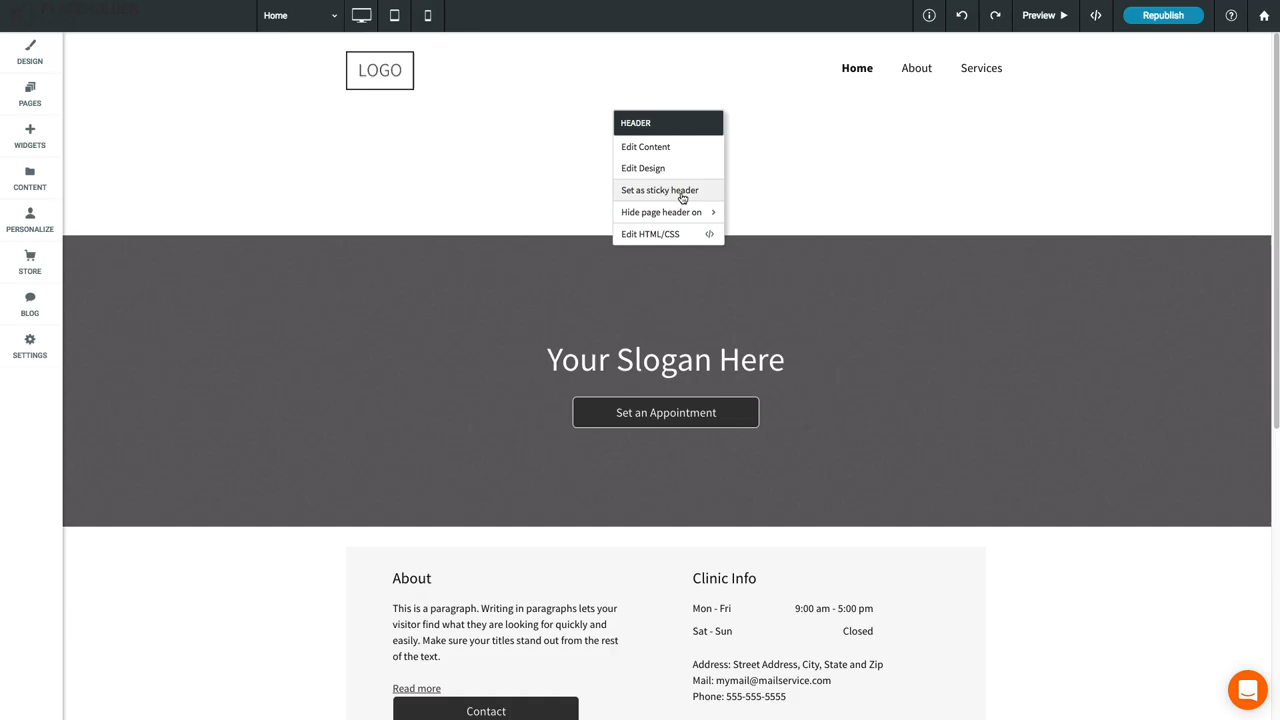 Home
Preview
Republish
DESIGN
PAGES
WIDGETS
CONTENT
PERSONALIZE
STORE
BLOG
SETTINGS
LOGO
Home About Services
HEADER
Edit Content
Edit Design
Set as sticky header
Hide page header on
Edit HTML/CSS
Your Slogan Here
Set an Appointment
About
This is a paragraph. Writing in paragraphs lets your
visitor find what they are looking for quickly and
easily. Make sure your titles stand out from the rest
of the text.
Read more
Contact
Clinic Info
Mon - Fri 9:00 am - 5:00 pm
Sat - Sun Closed
Address: Street Address, City, State and Zip
Mail: mymail@mailservice.com
Phone: 555-555-5555